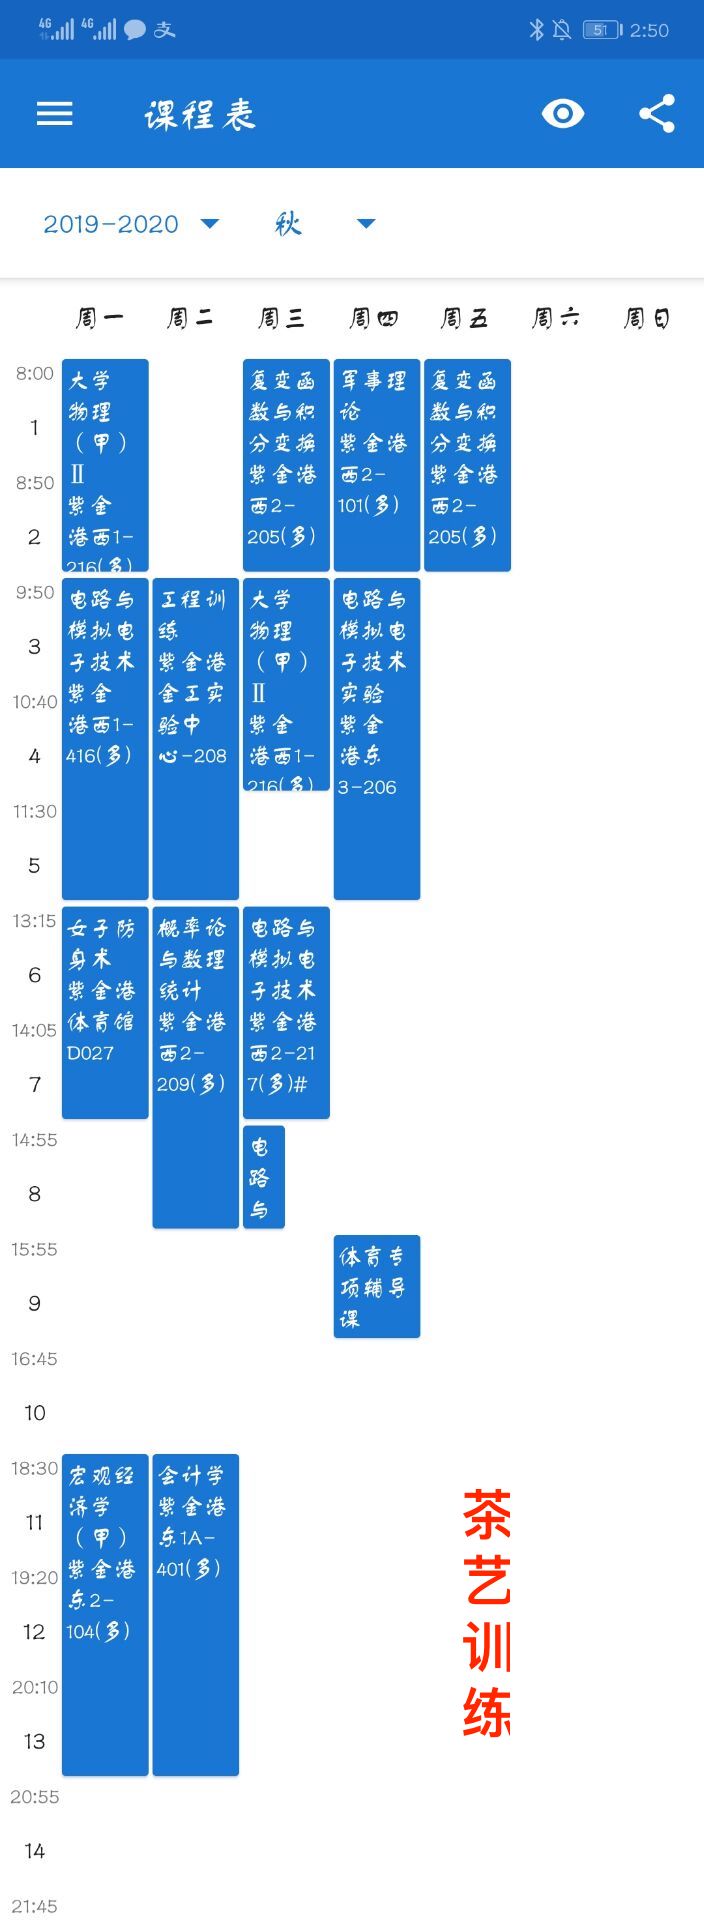 4G 4G 支 51 2:50
课程表
2019-2020 秋
周一 周二 周三 周四 周五 周六 周日
8:00
1
8:50
2
9:50
3
10:40
4
11:30
5
13:15
6
14:05
7
14:55
8
15:55
9
16:45
10
18:30
11
19:20
12
20:10
13
20:55
14
21:45
大学
物理
（甲）
Ⅱ
紫金
港西1-
216(多)
电路与
模拟电
子技术
紫金
港西1-
416(多)
女子防
身术
紫金港
体育馆
D027
宏观经
济学
（甲）
紫金港
东2-
104(多)
工程训
练
紫金港
金工实
验中
心-208
概率论
与数理
统计
紫金港
西2-
209(多)
会计学
紫金港
东1A-
401(多)
复变函
数与积
分变换
紫金港
西2-
205(多)
大学
物理
（甲）
Ⅱ
紫金
港西1-
216(多)
电路与
模拟电
子技术
紫金港
西2-21
7(多)#
电
路
与
军事理
论
紫金港
西2-
101(多)
电路与
模拟电
子技术
实验
紫金
港东
3-206
体育专
项辅导
课
复变函
数与积
分变换
紫金港
西2-
205(多)
茶
艺
训
练